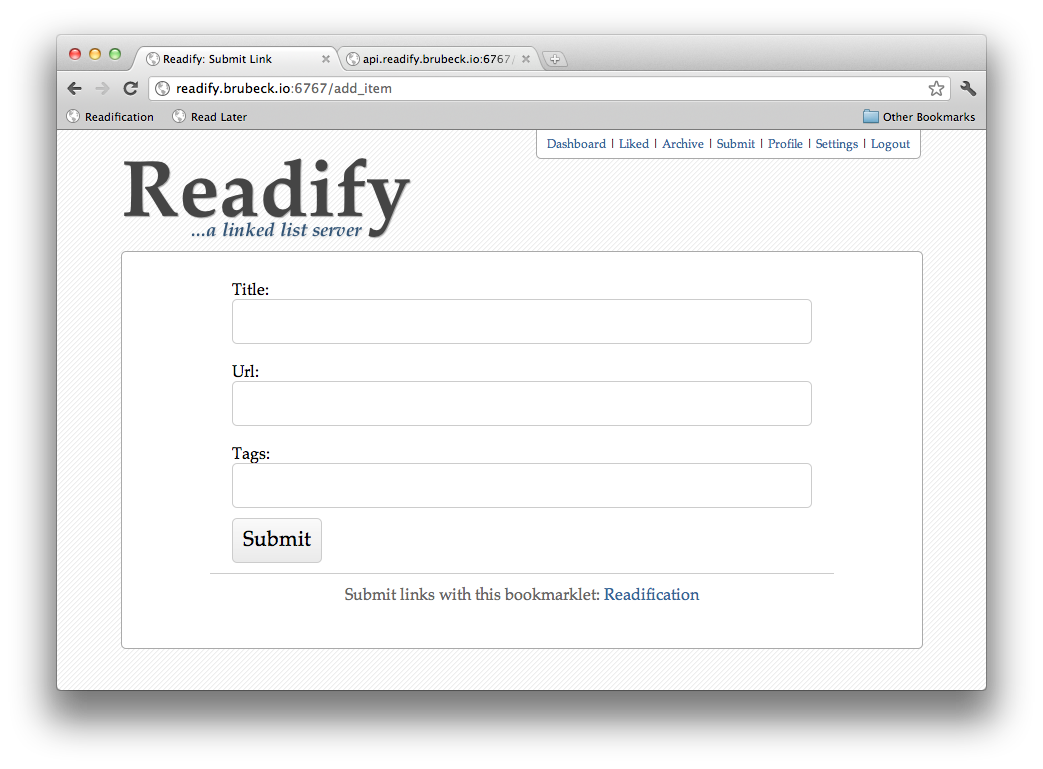 Readify: Submit Link
api.readify.brubeck.io:6767/
readify.brubeck.io:6767/add_item
Readification Read Later Other Bookmarks
Dashboard | Liked | Archive | Submit | Profile | Settings | Logout
Readify
...a linked list server
Title:
Url:
Tags:
Submit
Submit links with this bookmarklet: Readification